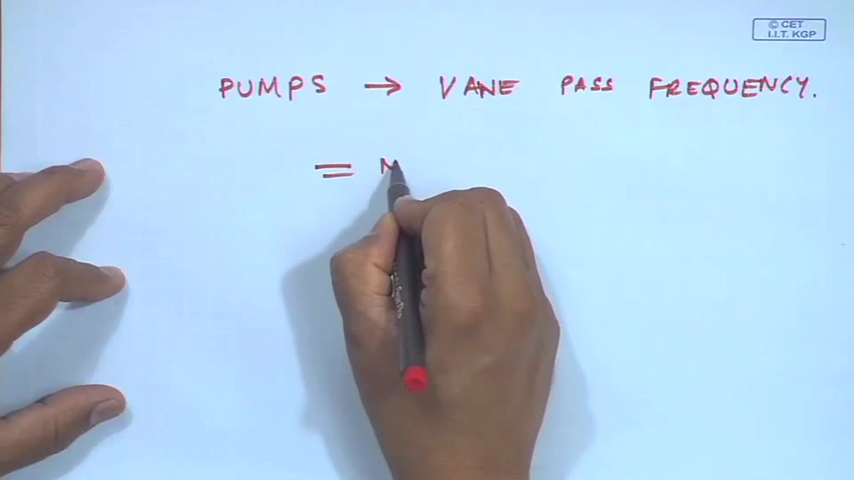 © CET
I.I.T. KGP
PUMPS → VANE PASS FREQUENCY.
= N